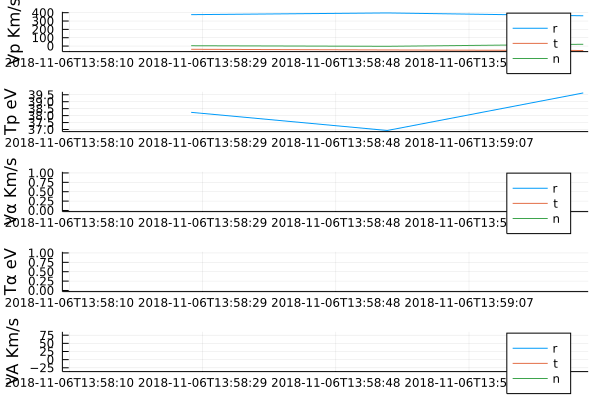 Vp Km/s
400
300
200
100
0
r
t
n
2018-11-06T13:58:10 2018-11-06T13:58:29 2018-11-06T13:58:48 2018-11-06T13:5
Tp eV
39.5
39.0
38.5
38.0
37.5
37.0
2018-11-06T13:58:10 2018-11-06T13:58:29 2018-11-06T13:58:48 2018-11-06T13:59:07
Vα Km/s
1.00
0.75
0.50
0.25
0.00
r
t
n
2018-11-06T13:58:10 2018-11-06T13:58:29 2018-11-06T13:58:48 2018-11-06T13:5
Tα eV
1.00
0.75
0.50
0.25
0.00
2018-11-06T13:58:10 2018-11-06T13:58:29 2018-11-06T13:58:48 2018-11-06T13:59:07
VA Km/s
75
50
25
0
−25
r
t
n
2018-11-06T13:58:10 2018-11-06T13:58:29 2018-11-06T13:58:48 2018-11-06T13:5